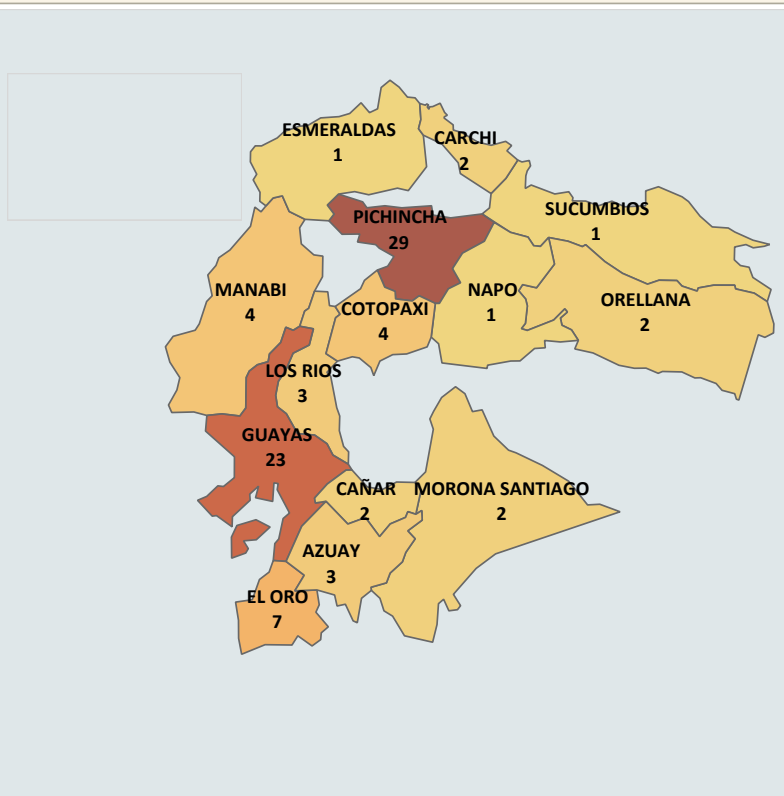 ESMERALDAS
1
CARCHI
2
PICHINCHA
29
SUCUMBIOS
1
MANABI
4
COTOPAXI
4
NAPO
1
ORELLANA
2
LOS RIOS
3
GUAYAS
23
CAÑAR
2
MORONA SANTIAGO
2
AZUAY
3
EL ORO
7